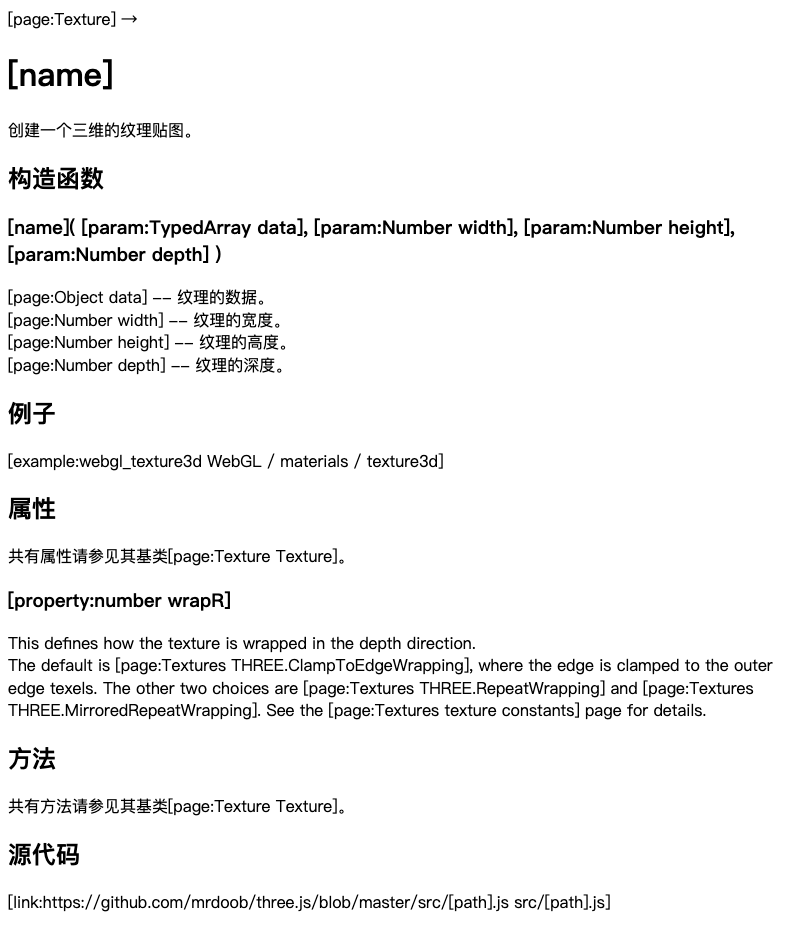 [page:Texture] →
[name]
创建一个三维的纹理贴图。
构造函数
[name]( [param:TypedArray data], [param:Number width], [param:Number height],
[param:Number depth] )
[page:Object data] -- 纹理的数据。
[page:Number width] -- 纹理的宽度。
[page:Number height] -- 纹理的高度。
[page:Number depth] -- 纹理的深度。
例子
[example:webgl_texture3d WebGL / materials / texture3d]
属性
共有属性请参见其基类[page:Texture Texture]。
[property:number wrapR]
This defines how the texture is wrapped in the depth direction.
The default is [page:Textures THREE.ClampToEdgeWrapping], where the edge is clamped to the outer
edge texels. The other two choices are [page:Textures THREE.RepeatWrapping] and [page:Textures
THREE.MirroredRepeatWrapping]. See the [page:Textures texture constants] page for details.
方法
共有方法请参见其基类[page:Texture Texture]。
源代码
[link:https://github.com/mrdoob/three.js/blob/master/src/[path].js src/[path].js]